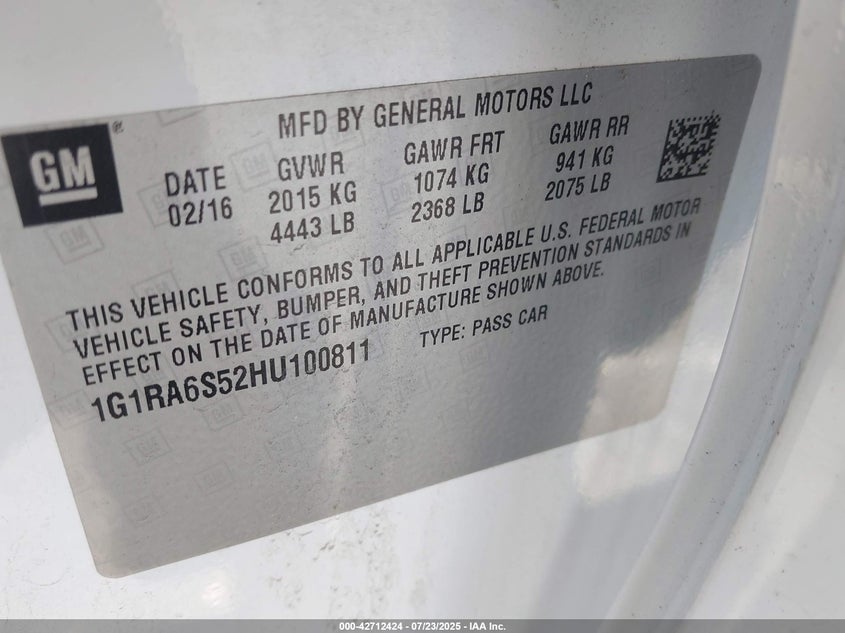 MFD BY GENERAL MOTORS LLC
GM®
DATE GVWR GAWR FRT GAWR RR
02/16 2015 KG 1074 KG 941 KG
4443 LB 2368 LB 2075 LB
THIS VEHICLE CONFORMS TO ALL APPLICABLE U.S. FEDERAL MOTOR
VEHICLE SAFETY, BUMPER, AND THEFT PREVENTION STANDARDS IN
EFFECT ON THE DATE OF MANUFACTURE SHOWN ABOVE.
1G1RA6S52HU100811 TYPE: PASS CAR
000-42712424 - 07/23/2025 - IAA Inc.